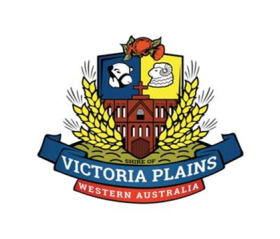 SHIRE OF
VICTORIA PLAINS
WESTERN AUSTRALIA